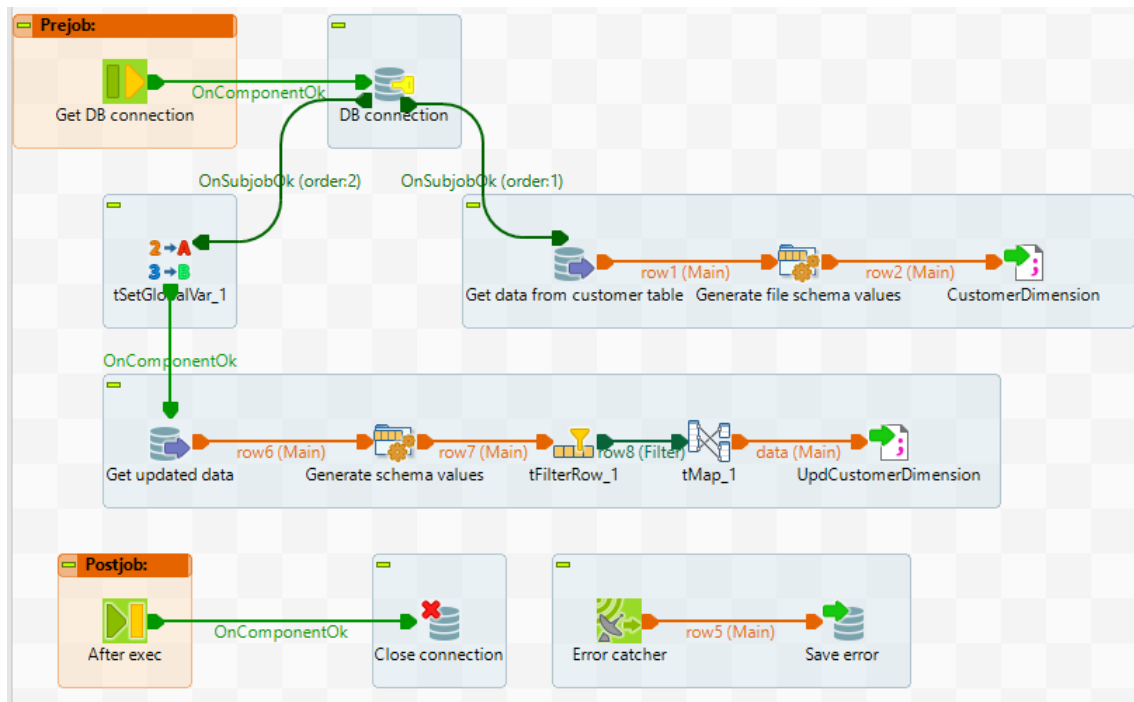 Prejob:
OnComponentOk
Get DB connection
DB connection
OnSubjobOk (order:2)
OnSubjobOk (order:1)
2 A
3 B
tSetGlobalVar_1
row1 (Main)
row2 (Main)
Get data from customer table
Generate file schema values
CustomerDimension
OnComponentOk
row6 (Main)
row7 (Main)
row8 (Filter)
data (Main)
Get updated data
Generate schema values
tFilterRow_1
tMap_1
UpdCustomerDimension
Postjob:
OnComponentOk
row5 (Main)
After exec
Close connection
Error catcher
Save error